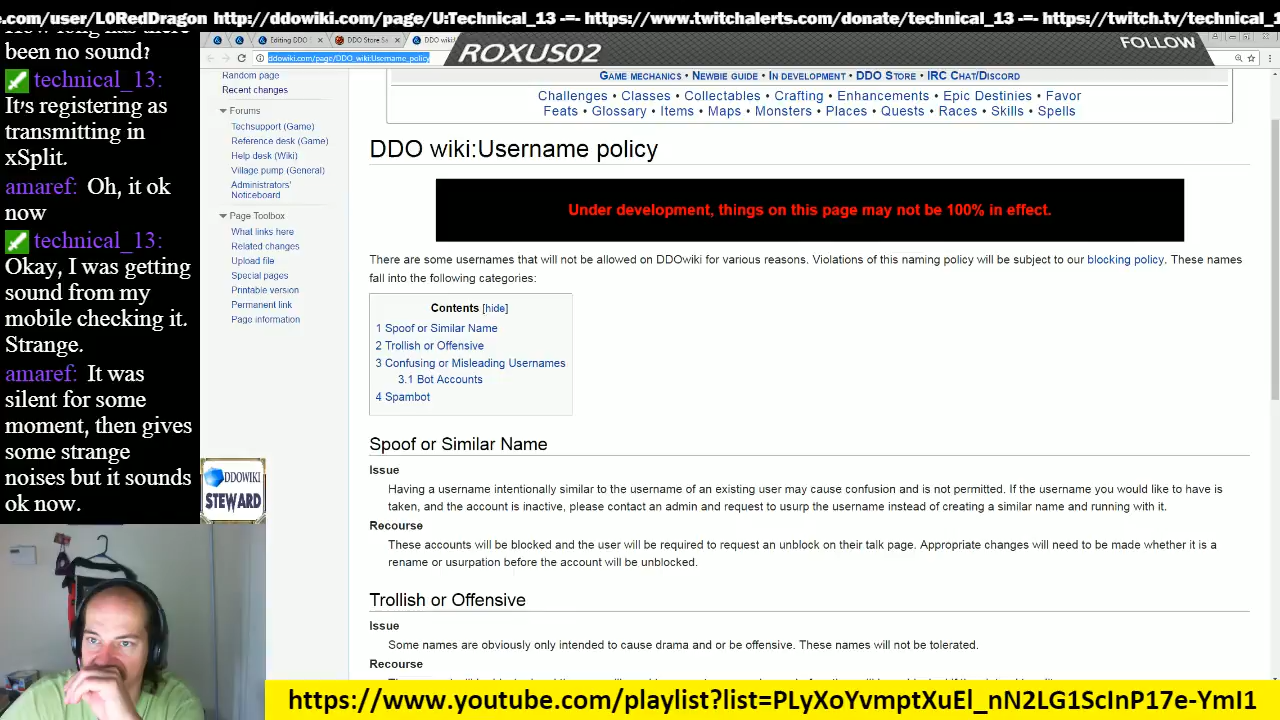 com/user/L0RedDragon http://ddowiki.com/page/U:Technical_13 -=- https://www.twitchalerts.com/donate/technical_13 -=- https://twitch.tv/technical_1
How long has there
been no sound?
technical_13:
It's registering as
transmitting in
xSplit.
amaref: Oh, it ok
now
technical_13:
Okay, I was getting
sound from my
mobile checking it.
Strange.
amaref: It was
silent for some
moment, then gives
some strange
noises but it sounds
ok now.
Editing DDO
DDO Store
DDO wiki
ROXUS02
FOLLOW
ddowiki.com/page/DDO_wiki:Username_policy
Random page
Recent changes
Forums
Techsupport (Game)
Reference desk (Game)
Help desk (Wiki)
Village pump (General)
Administrators'
Noticeboard
Page Toolbox
What links here
Related changes
Upload file
Special pages
Printable version
Permanent link
Page information
DDOWIKI
STEWARD
Game mechanics • Newbie guide • In development • DDO Store • IRC Chat/Discord
Challenges • Classes • Collectables • Crafting • Enhancements • Epic Destinies • Favor
Feats • Glossary • Items • Maps • Monsters • Places • Quests • Races • Skills • Spells
DDO wiki:Username policy
Under development, things on this page may not be 100% in effect.
There are some usernames that will not be allowed on DDOwiki for various reasons. Violations of this naming policy will be subject to our blocking policy. These names
fall into the following categories:
Contents [hide]
1 Spoof or Similar Name
2 Trollish or Offensive
3 Confusing or Misleading Usernames
3.1 Bot Accounts
4 Spambot
Spoof or Similar Name
Issue
Having a username intentionally similar to the username of an existing user may cause confusion and is not permitted. If the username you would like to have is
taken, and the account is inactive, please contact an admin and request to usurp the username instead of creating a similar name and running with it.
Recourse
These accounts will be blocked and the user will be required to request an unblock on their talk page. Appropriate changes will need to be made whether it is a
rename or usurpation before the account will be unblocked.
Trollish or Offensive
Issue
Some names are obviously only intended to cause drama and or be offensive. These names will not be tolerated.
Recourse
https://www.youtube.com/playlist?list=PLyXoYvmptXuEl_nN2LG1ScInP17e-YmI1